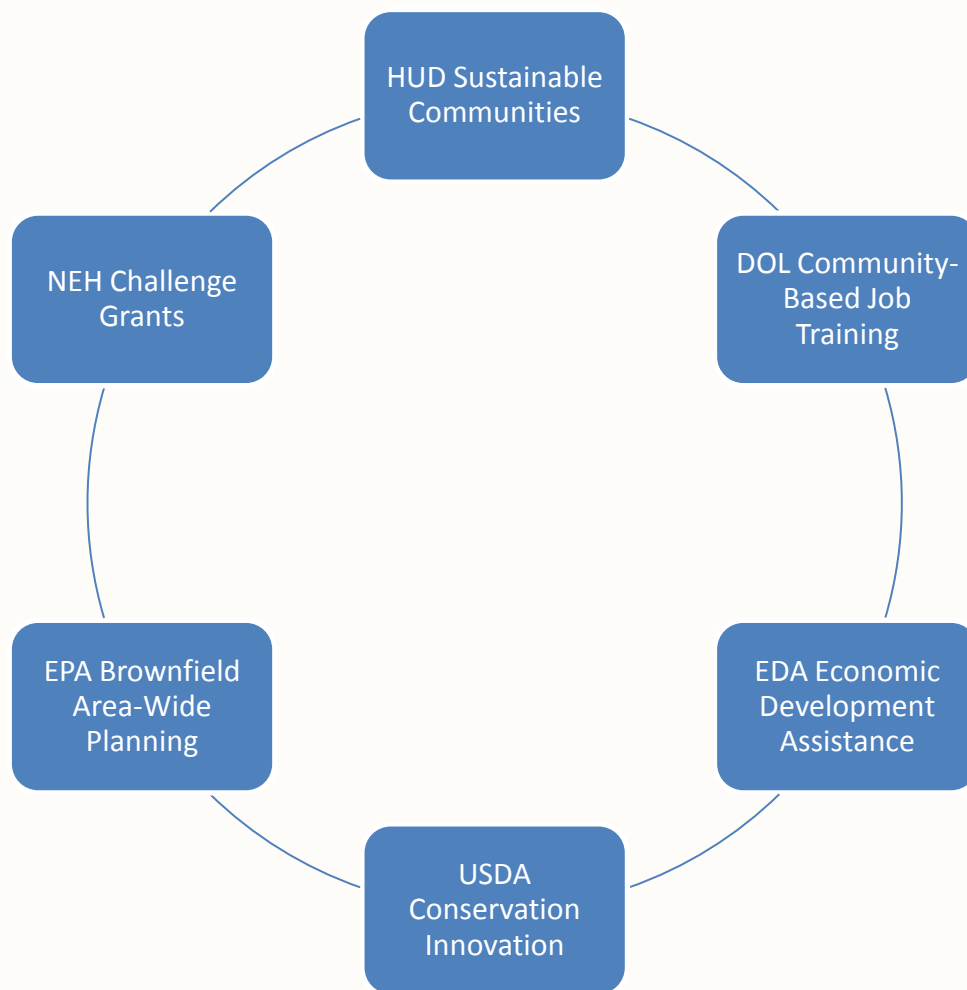 HUD Sustainable
Communities
DOL Community-
Based Job
Training
EDA Economic
Development
Assistance
USDA
Conservation
Innovation
EPA Brownfield
Area-Wide
Planning
NEH Challenge
Grants